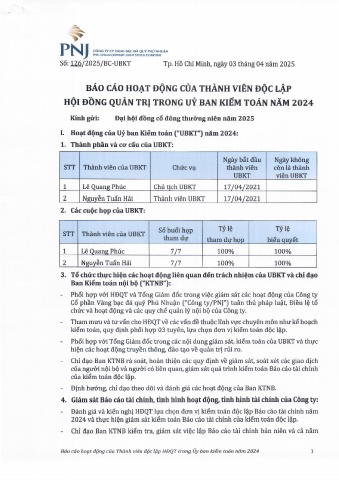 PNJ
CÔNG TY CỔ PHẦN VÀNG BẠC ĐÁ QUÝ PHÚ NHUẬN
PHU NHUAN JEWELRY JOINT STOCK COMPANY
Số: 126/2025/BC-UBKT Tp. Hồ Chí Minh, ngày 03 tháng 04 năm 2025
BÁO CÁO HOẠT ĐỘNG CỦA THÀNH VIÊN ĐỘC LẬP
HỘI ĐỒNG QUẢN TRỊ TRONG UỶ BAN KIỂM TOÁN NĂM 2024
Kính gửi: Đại hội đồng cổ đông thường niên năm 2025
I. Hoạt động của Uỷ ban Kiểm toán ("UBKT") năm 2024:
1. Thành phần và cơ cấu của UBKT:
STT Thành viên của UBKT Chức vụ Ngày bắt đầu thành viên UBKT Ngày không còn là thành viên UBKT
1 Lê Quang Phúc Chủ tịch UBKT 17/04/2021
2 Nguyễn Tuấn Hải Thành viên UBKT 17/04/2021
2. Các cuộc họp của UBKT:
STT Thành viên của UBKT Số buổi họp tham dự Tỷ lệ tham dự họp Tỷ lệ biểu quyết
1 Lê Quang Phúc 7/7 100% 100%
2 Nguyễn Tuấn Hải 7/7 100% 100%
3. Tổ chức thực hiện các hoạt động liên quan đến trách nhiệm của UBKT và chỉ đạo
Ban Kiểm toán nội bộ ("KTNB"):
- Phối hợp với HĐQT và Tổng Giám đốc trong việc giám sát các hoạt động của Công ty
Cổ phần Vàng bạc đá quý Phú Nhuận ("Công ty/PNJ") tuân thủ pháp luật, Điều lệ tổ
chức và hoạt động và các quy chế quản lý nội bộ của Công ty.
- Tham mưu và tư vấn cho HĐQT về các vấn đề thuộc lĩnh vực chuyên môn như kế hoạch
kiểm toán, quy định phối hợp 03 tuyến, lựa chọn đơn vị kiểm toán độc lập.
- Phối hợp với Tổng Giám đốc trong các nội dung giám sát, kiểm toán của UBKT và thực
hiện các hoạt động truyền thông, đào tạo về quản trị rủi ro.
- Chỉ đạo Ban KTNB rà soát, hoàn thiện các quy định về giám sát, soát xét các giao dịch
của người nội bộ và người có liên quan, giám sát quá trình kiểm toán Báo cáo tài chính
của kiểm toán độc lập.
- Định hướng, chỉ đạo theo dõi và đánh giá các hoạt động của Ban KTNB.
4. Giám sát Báo cáo tài chính, tình hình hoạt động, tình hình tài chính của Công ty:
- Đánh giá và kiến nghị HĐQT lựa chọn đơn vị kiểm toán độc lập Báo cáo tài chính năm
2024 và thực hiện giám sát kiểm toán Báo cáo tài chính của kiểm toán độc lập.
- Chỉ đạo Ban KTNB kiểm tra, giám sát việc lập Báo cáo tài chính bán niên và cả năm
Báo cáo hoạt động của Thành viên độc lập HĐQT trong Ủy ban kiểm toán năm 2024 1